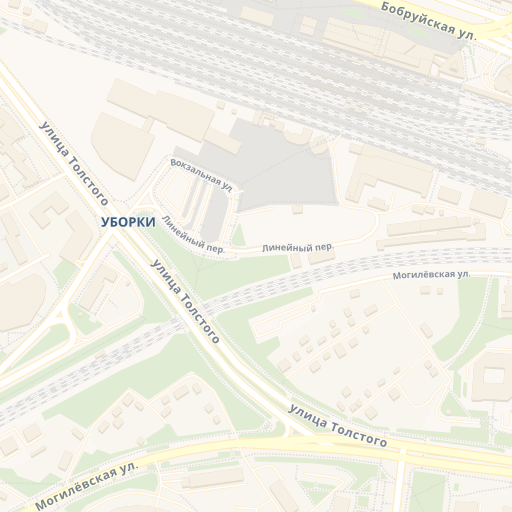 Бобруйская ул.
улица Толстого
Вокзальная ул.
УБОРКИ
Линейный пер.
Линейный пер.
улица Толстого
Могилёвская ул.
улица Толстого
Могилёвская ул.